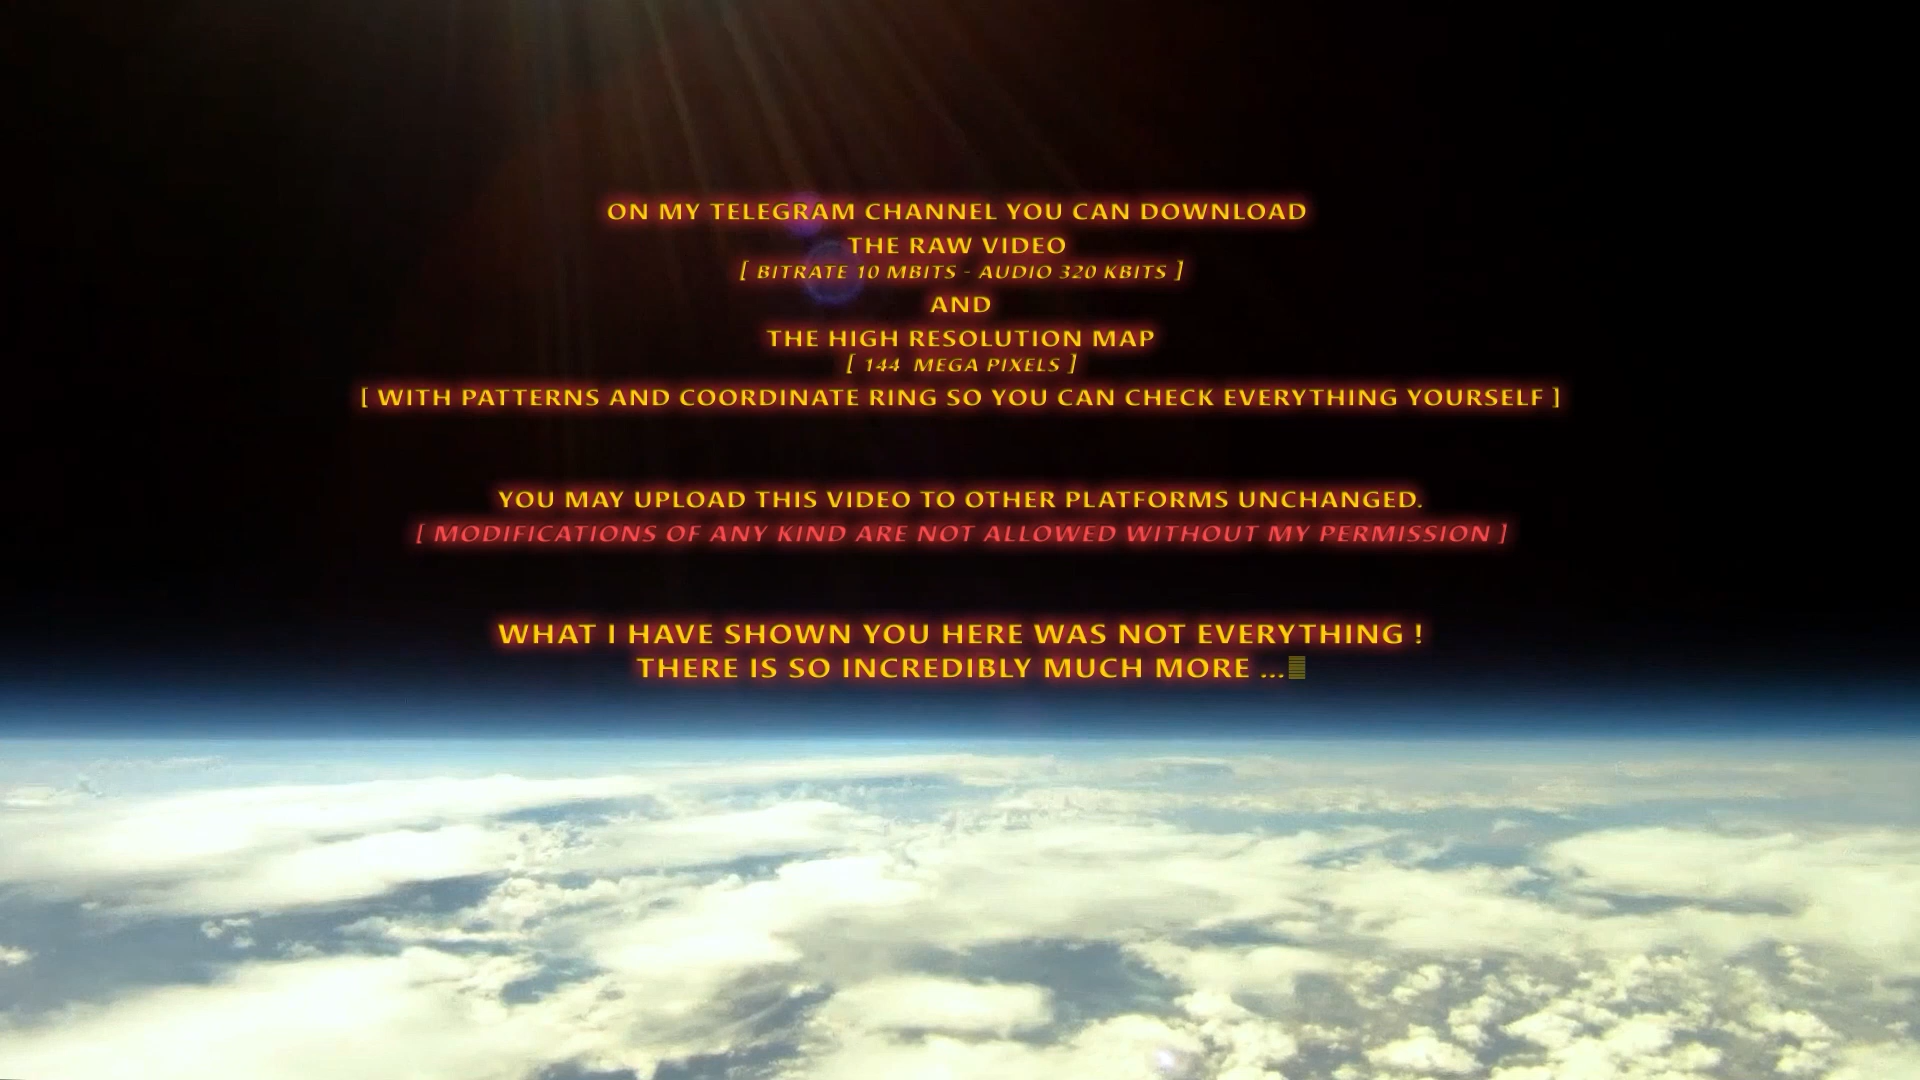 ON MY TELEGRAM CHANNEL YOU CAN DOWNLOAD
THE RAW VIDEO
[ BITRATE 10 MBITS - AUDIO 320 KBITS ]
AND
THE HIGH RESOLUTION MAP
[ 144 MEGA PIXELS ]
[ WITH PATTERNS AND COORDINATE RING SO YOU CAN CHECK EVERYTHING YOURSELF ]
YOU MAY UPLOAD THIS VIDEO TO OTHER PLATFORMS UNCHANGED.
[ MODIFICATIONS OF ANY KIND ARE NOT ALLOWED WITHOUT MY PERMISSION ]
WHAT I HAVE SHOWN YOU HERE WAS NOT EVERYTHING !
THERE IS SO INCREDIBLY MUCH MORE ...